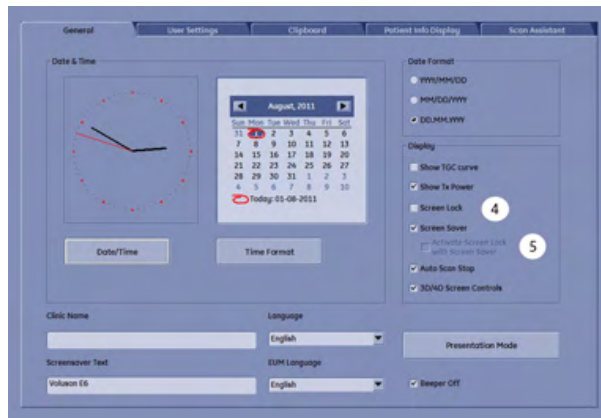 General
User Settings
Clipboard
Patient Info Display
Scan Assistant
Date & Time
August, 2011
Sun Mon Tue Wed Thu Fri Sat
31 1 2 3 4 5 6
7 8 9 10 11 12 13
14 15 16 17 18 19 20
21 22 23 24 25 26 27
28 29 30 31 1 2 3
4 5 6 7 8 9 10
Today: 01-08-2011
Date/Time
Time Format
Date Format
YYYY/MM/DD
MM/DD/YYYY
DD.MM.YYYY
Display
Show TGC curve
Show Tx Power
Screen Lock
4
Screen Saver
Activate Screen Lock
with Screen Saver
5
Auto Scan Stop
3D/4D Screen Controls
Clinic Name
Language
English
Presentation Mode
Screensaver Text
EUM Language
Voluson E6
English
Beeper Off